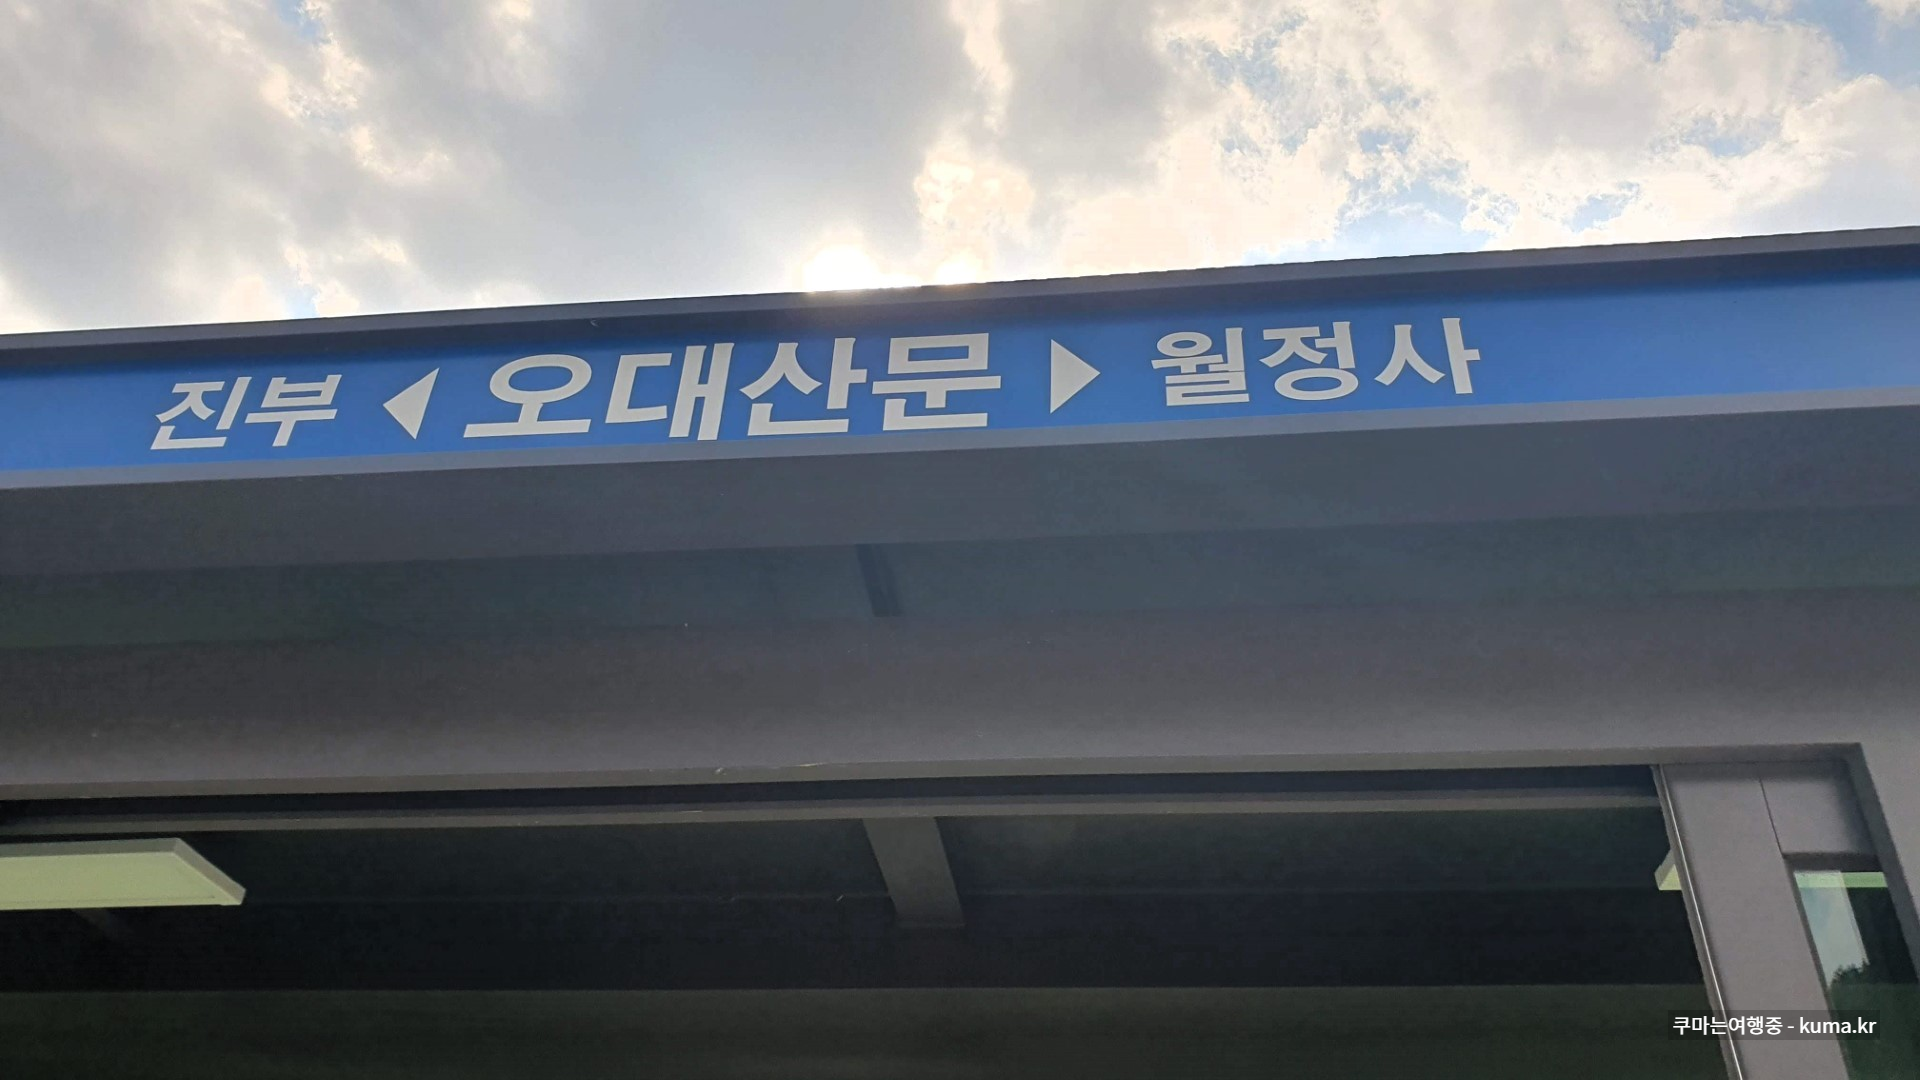 진부 ◀ 오대산문 ▶ 월정사
쿠마는여행중 - kuma.kr